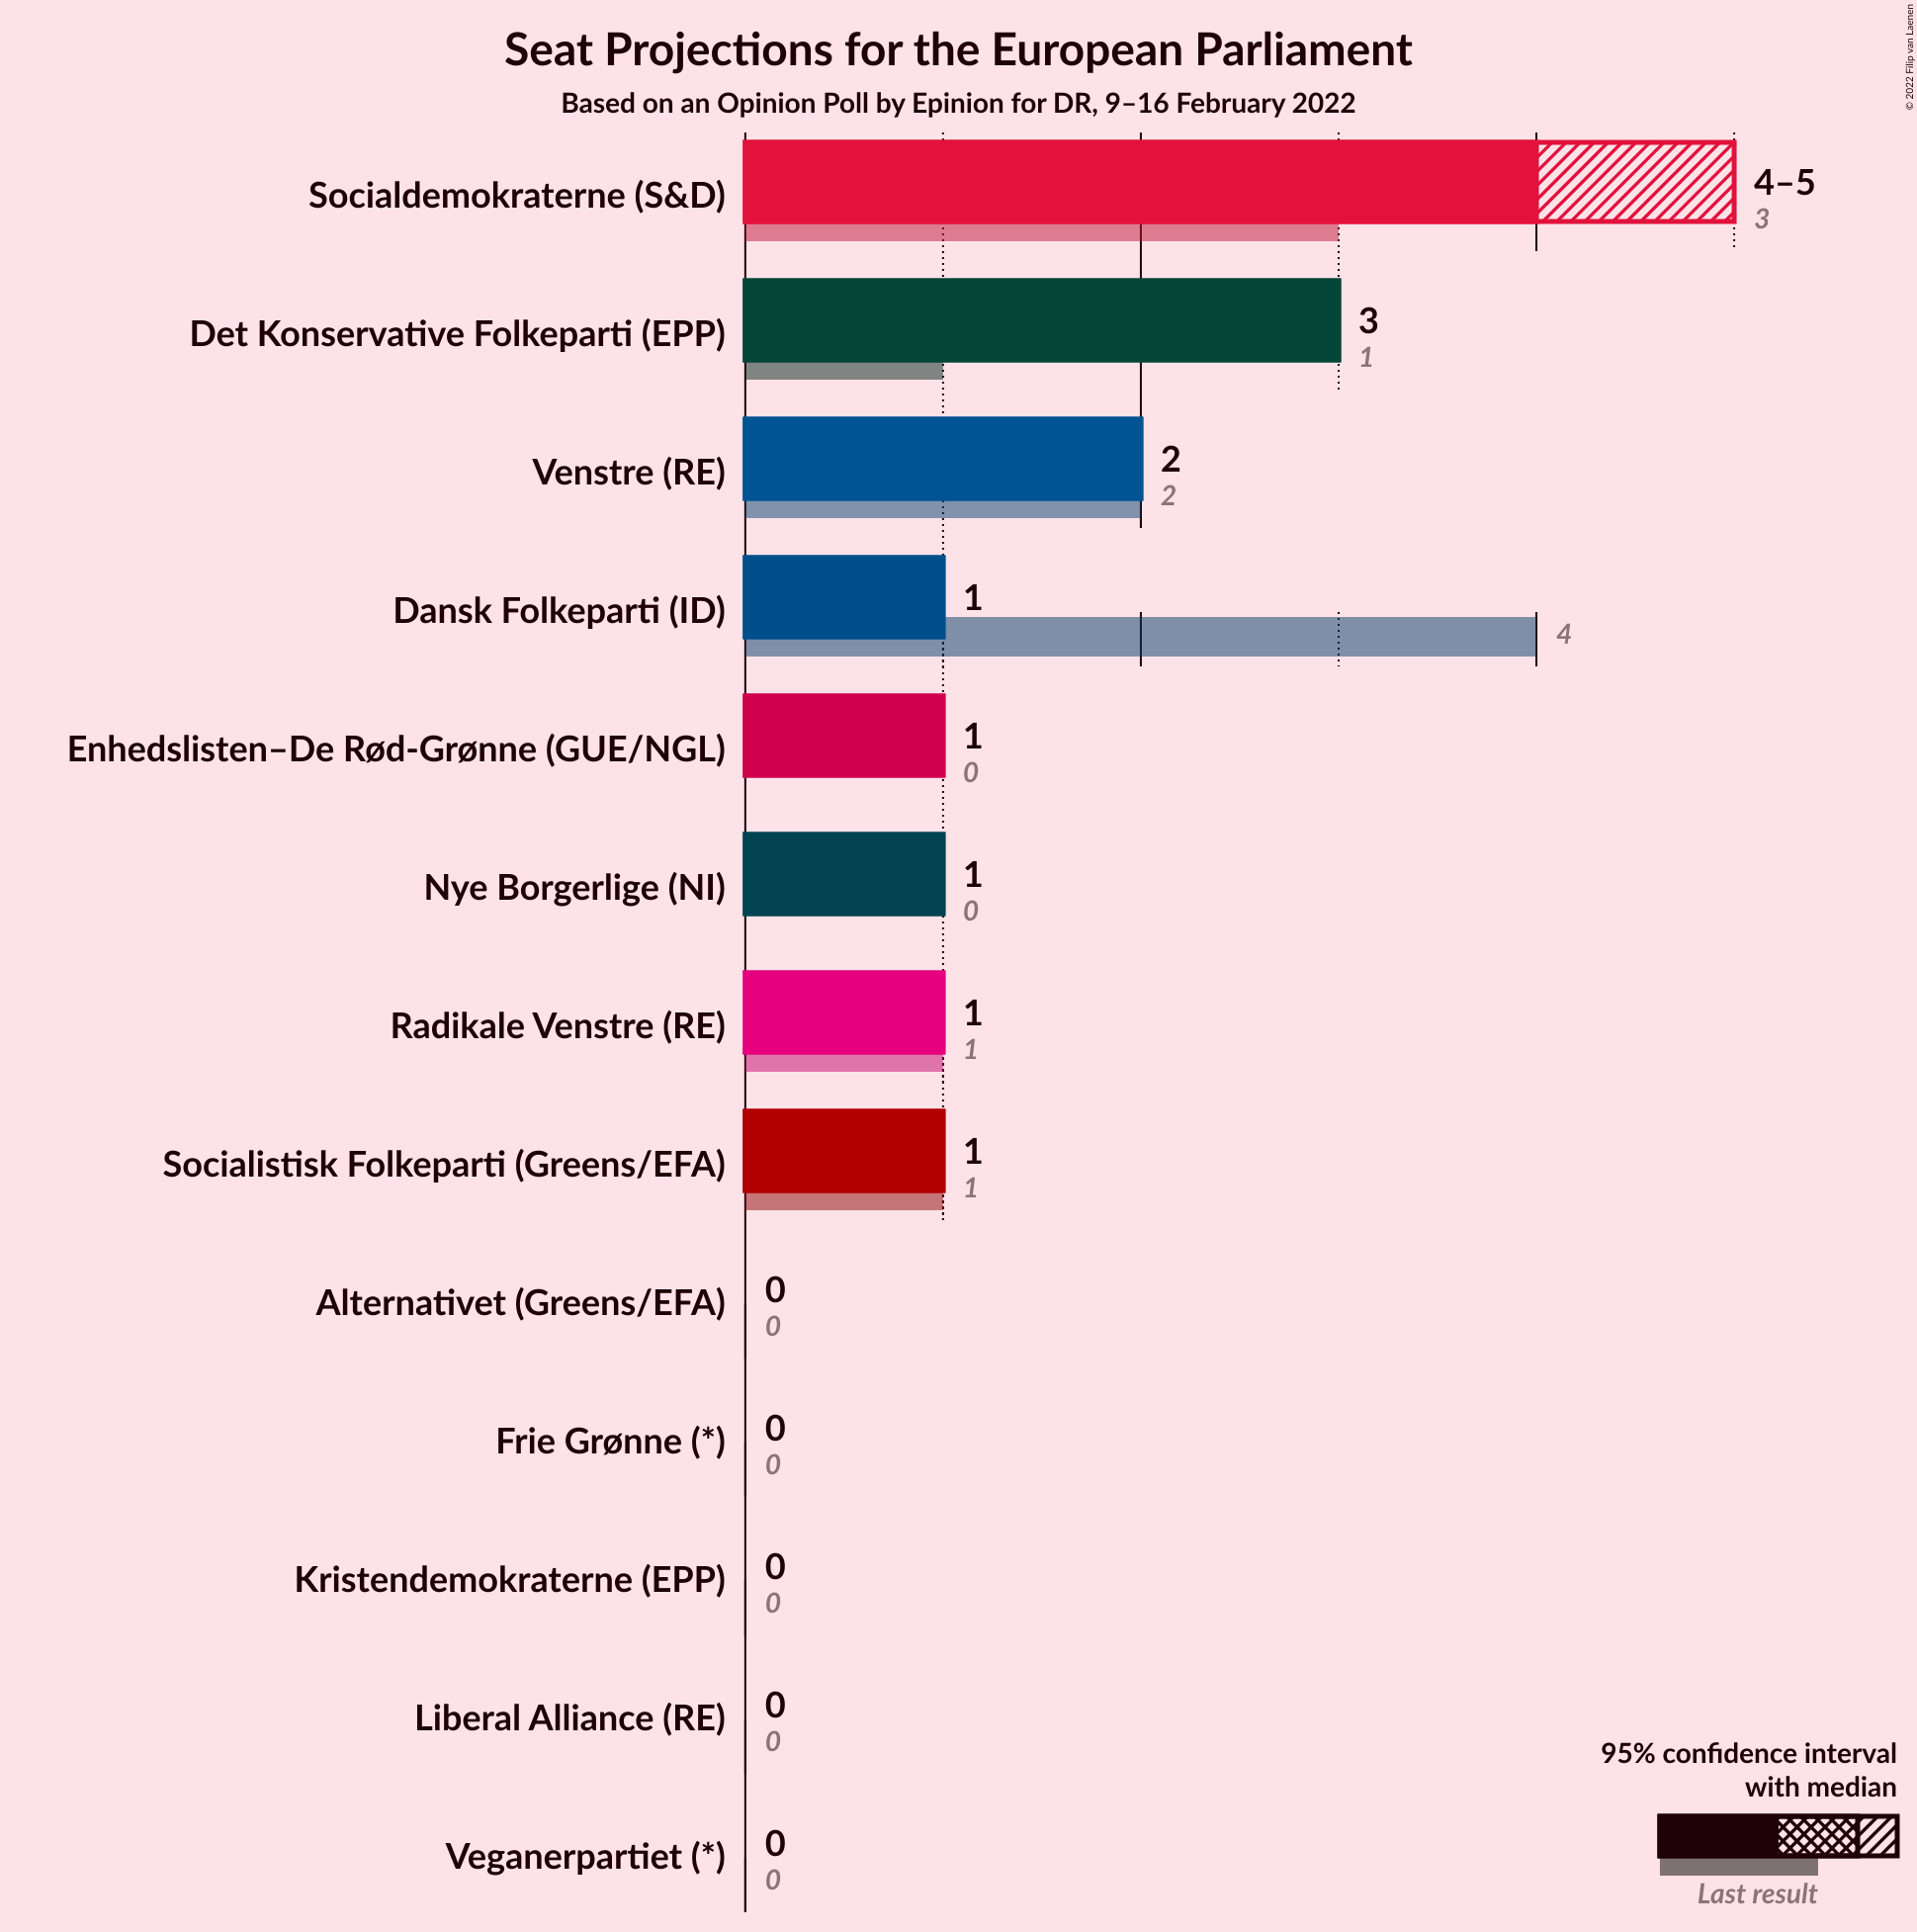 Seat Projections for the European Parliament
Based on an Opinion Poll by Epinion for DR, 9–16 February 2022
© 2022 Filip van Laenen
Socialdemokraterne (S&D)
4–5
3
Det Konservative Folkeparti (EPP)
3
1
Venstre (RE)
2
2
Dansk Folkeparti (ID)
1
4
Enhedslisten–De Rød-Grønne (GUE/NGL)
1
0
Nye Borgerlige (NI)
1
0
Radikale Venstre (RE)
1
1
Socialistisk Folkeparti (Greens/EFA)
1
1
Alternativet (Greens/EFA)
0
0
Frie Grønne (*)
0
0
Kristendemokraterne (EPP)
0
0
Liberal Alliance (RE)
0
0
Veganerpartiet (*)
0
0
95% confidence interval
with median
Last result